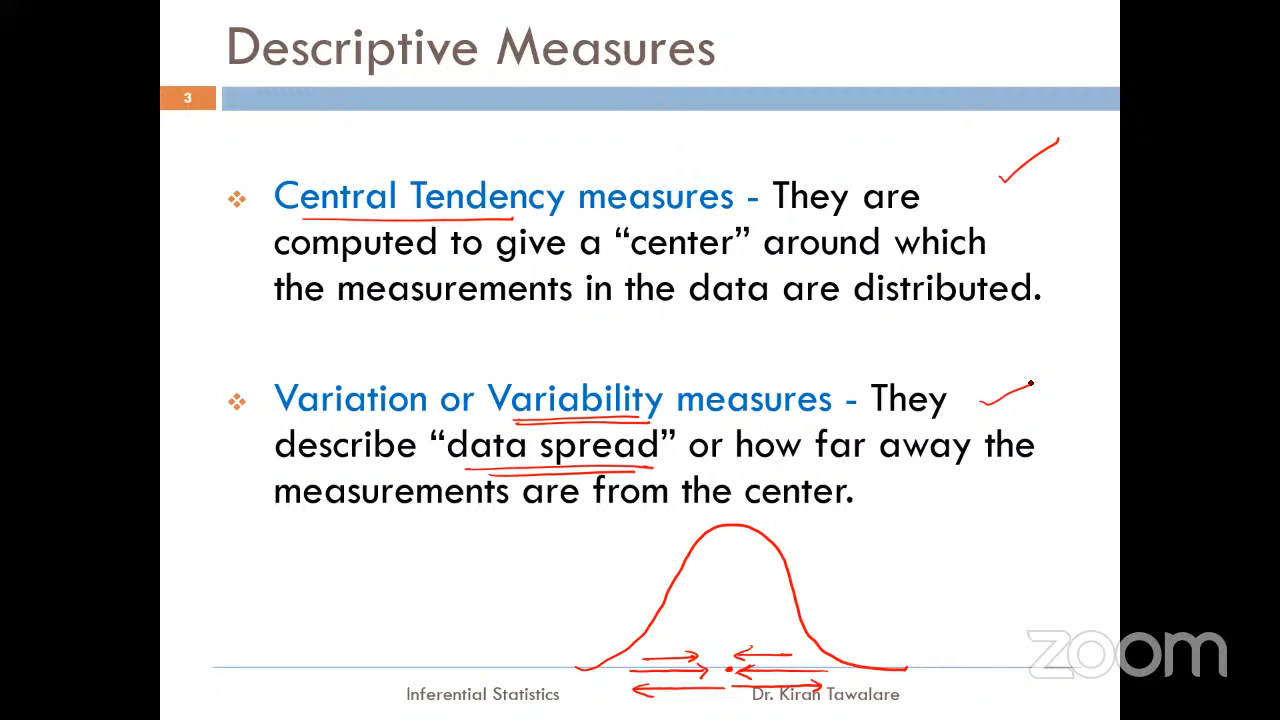 Descriptive Measures
3
Central Tendency measures - They are
computed to give a “center” around which
the measurements in the data are distributed.
Variation or Variability measures - They
describe “data spread” or how far away the
measurements are from the center.
zoom
Inferential Statistics
Dr. Kiran Tawalare